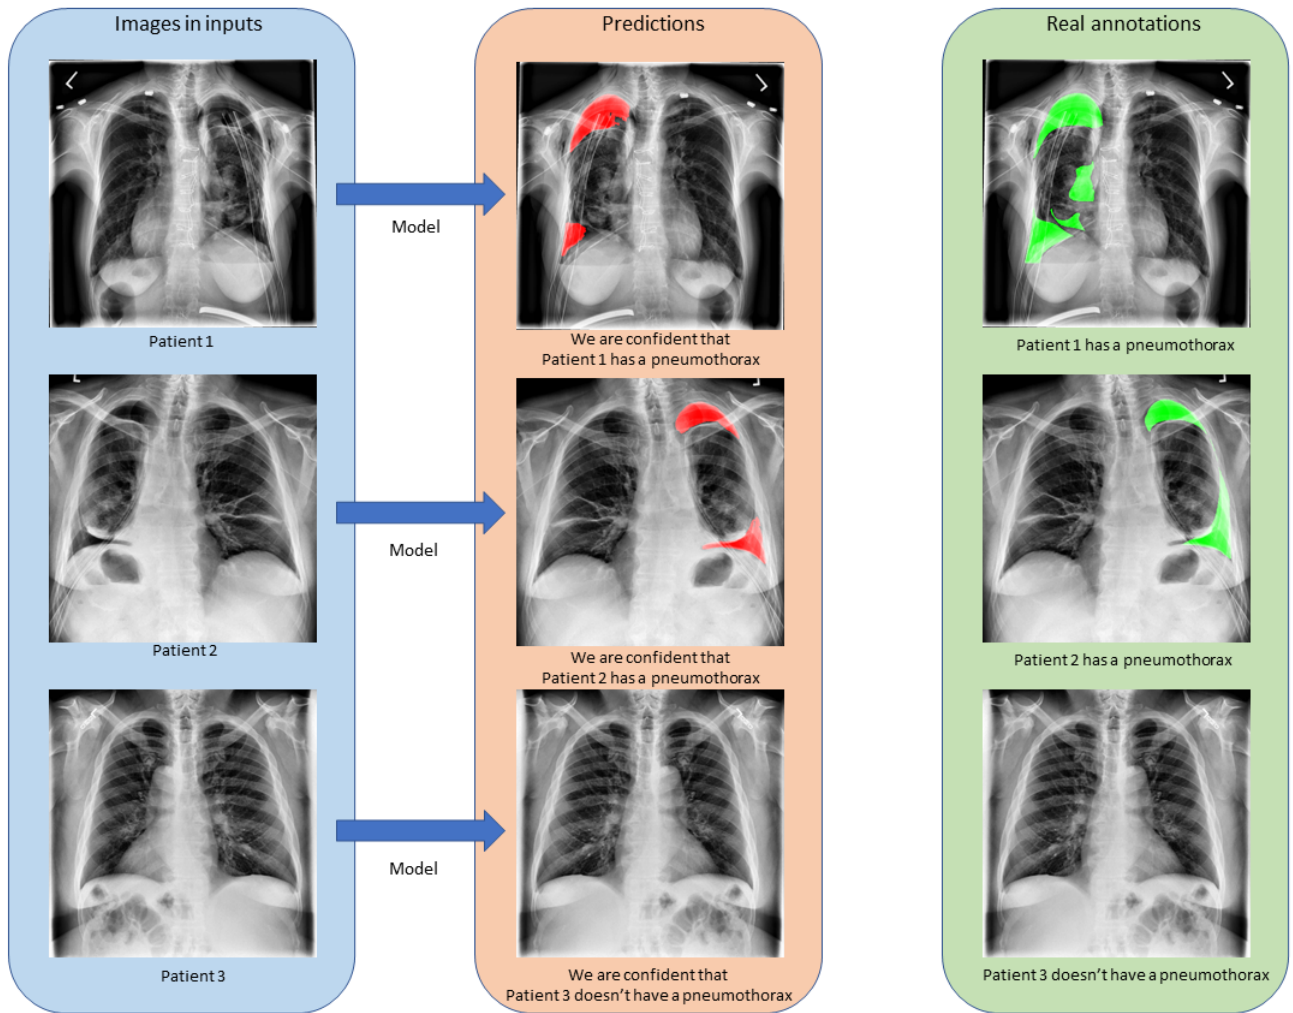 Images in inputs
Predictions
Real annotations
Model
Patient 1
We are confident that
Patient 1 has a pneumothorax
Patient 1 has a pneumothorax
Model
Patient 2
We are confident that
Patient 2 has a pneumothorax
Patient 2 has a pneumothorax
Model
Patient 3
We are confident that
Patient 3 doesn't have a pneumothorax
Patient 3 doesn't have a pneumothorax